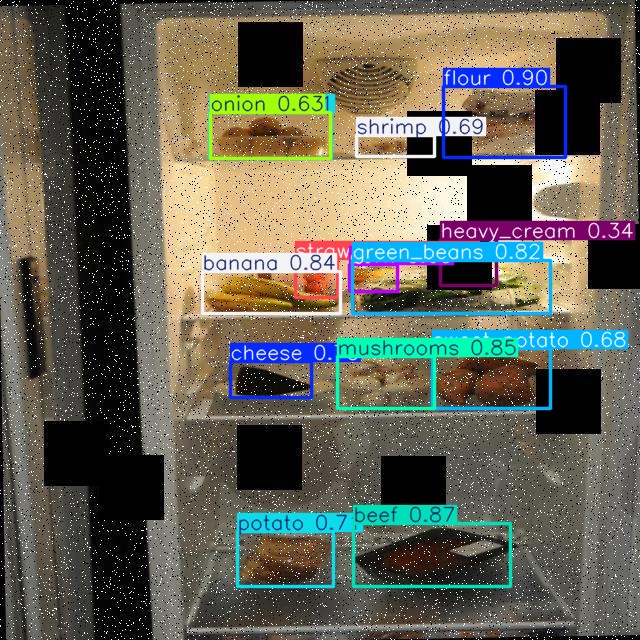 flour 0.90
onion 0.63
shrimp 0.69
heavy_cream 0.34
green_beans 0.82
banana 0.84
mushrooms 0.85
0.68
cheese
beef 0.87
potato 0.7